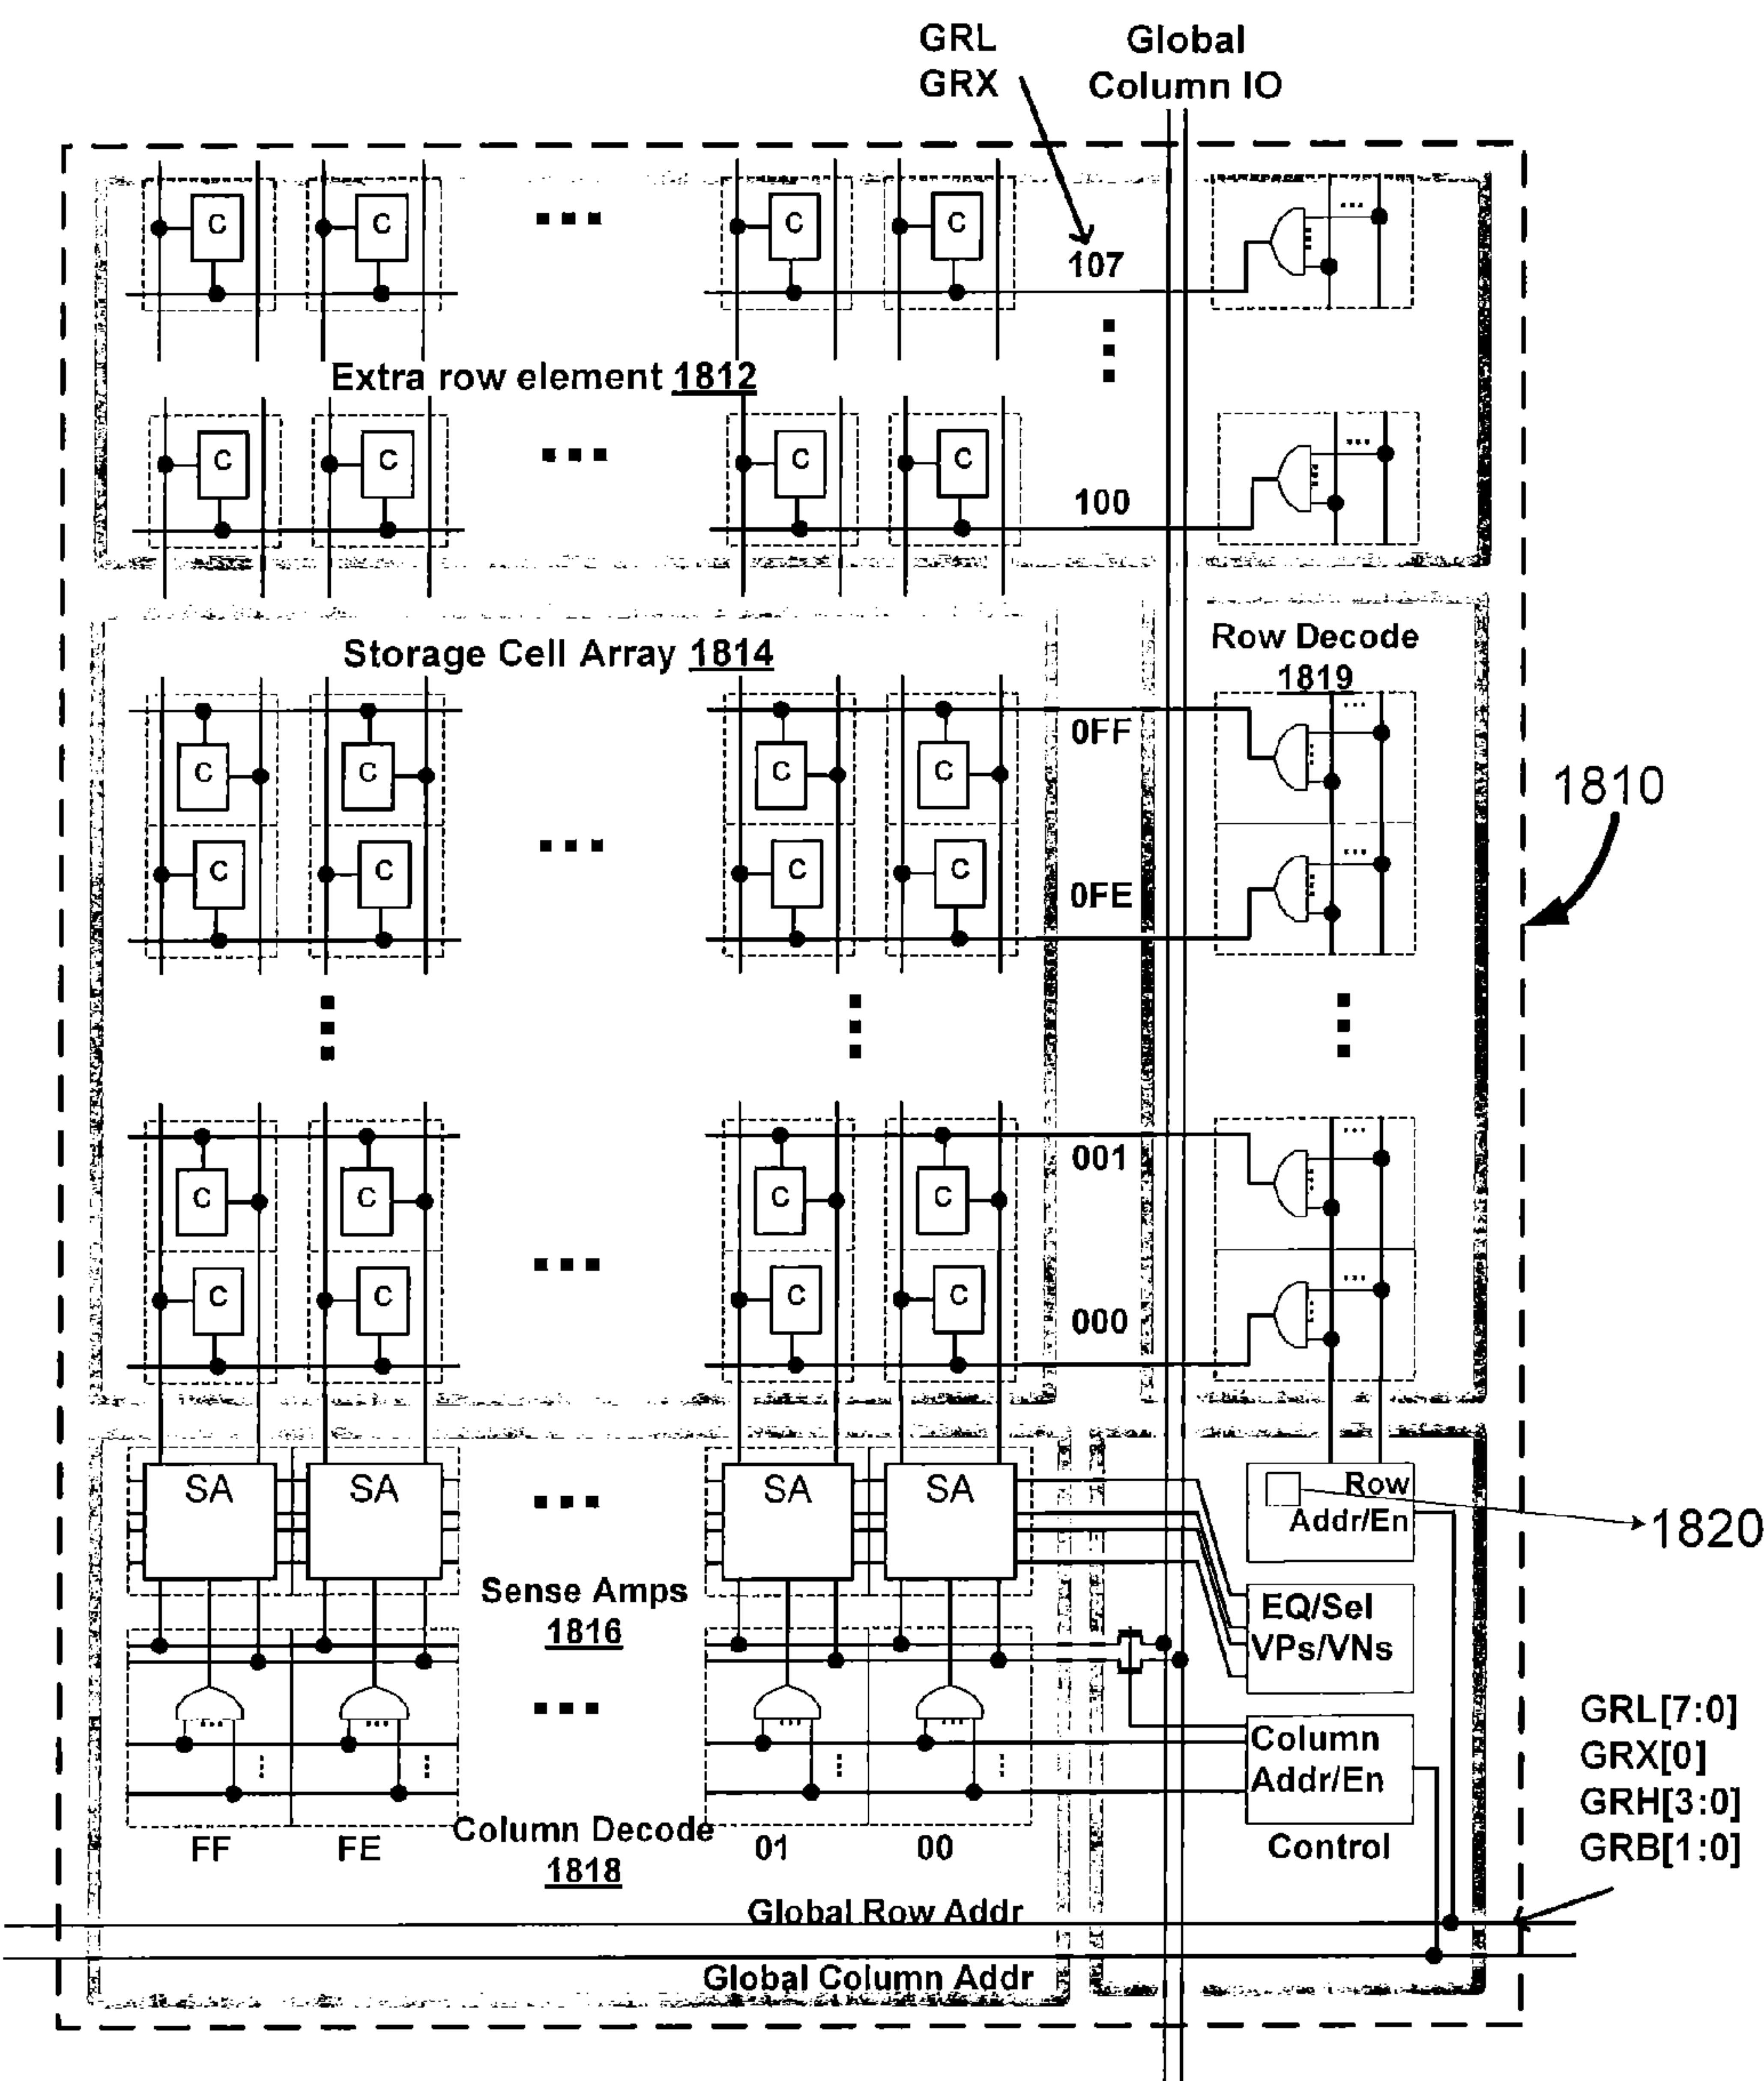 GRL
GRX
Global
Column IO
C C C C
107
Extra row element 1812
C C C C
100
Storage Cell Array 1814
Row Decode
1819
C C C C
0FF
1810
C C C C
0FE
C C C C
001
C C C C
000
SA SA SA SA
Row
Addr/En
1820
Sense Amps
1816
EQ/Sel
VPs/VNs
Column
Addr/En
Control
GRL[7:0]
GRX[0]
GRH[3:0]
GRB[1:0]
FF FE
Column Decode
1818
01 00
Global Row Addr
Global Column Addr